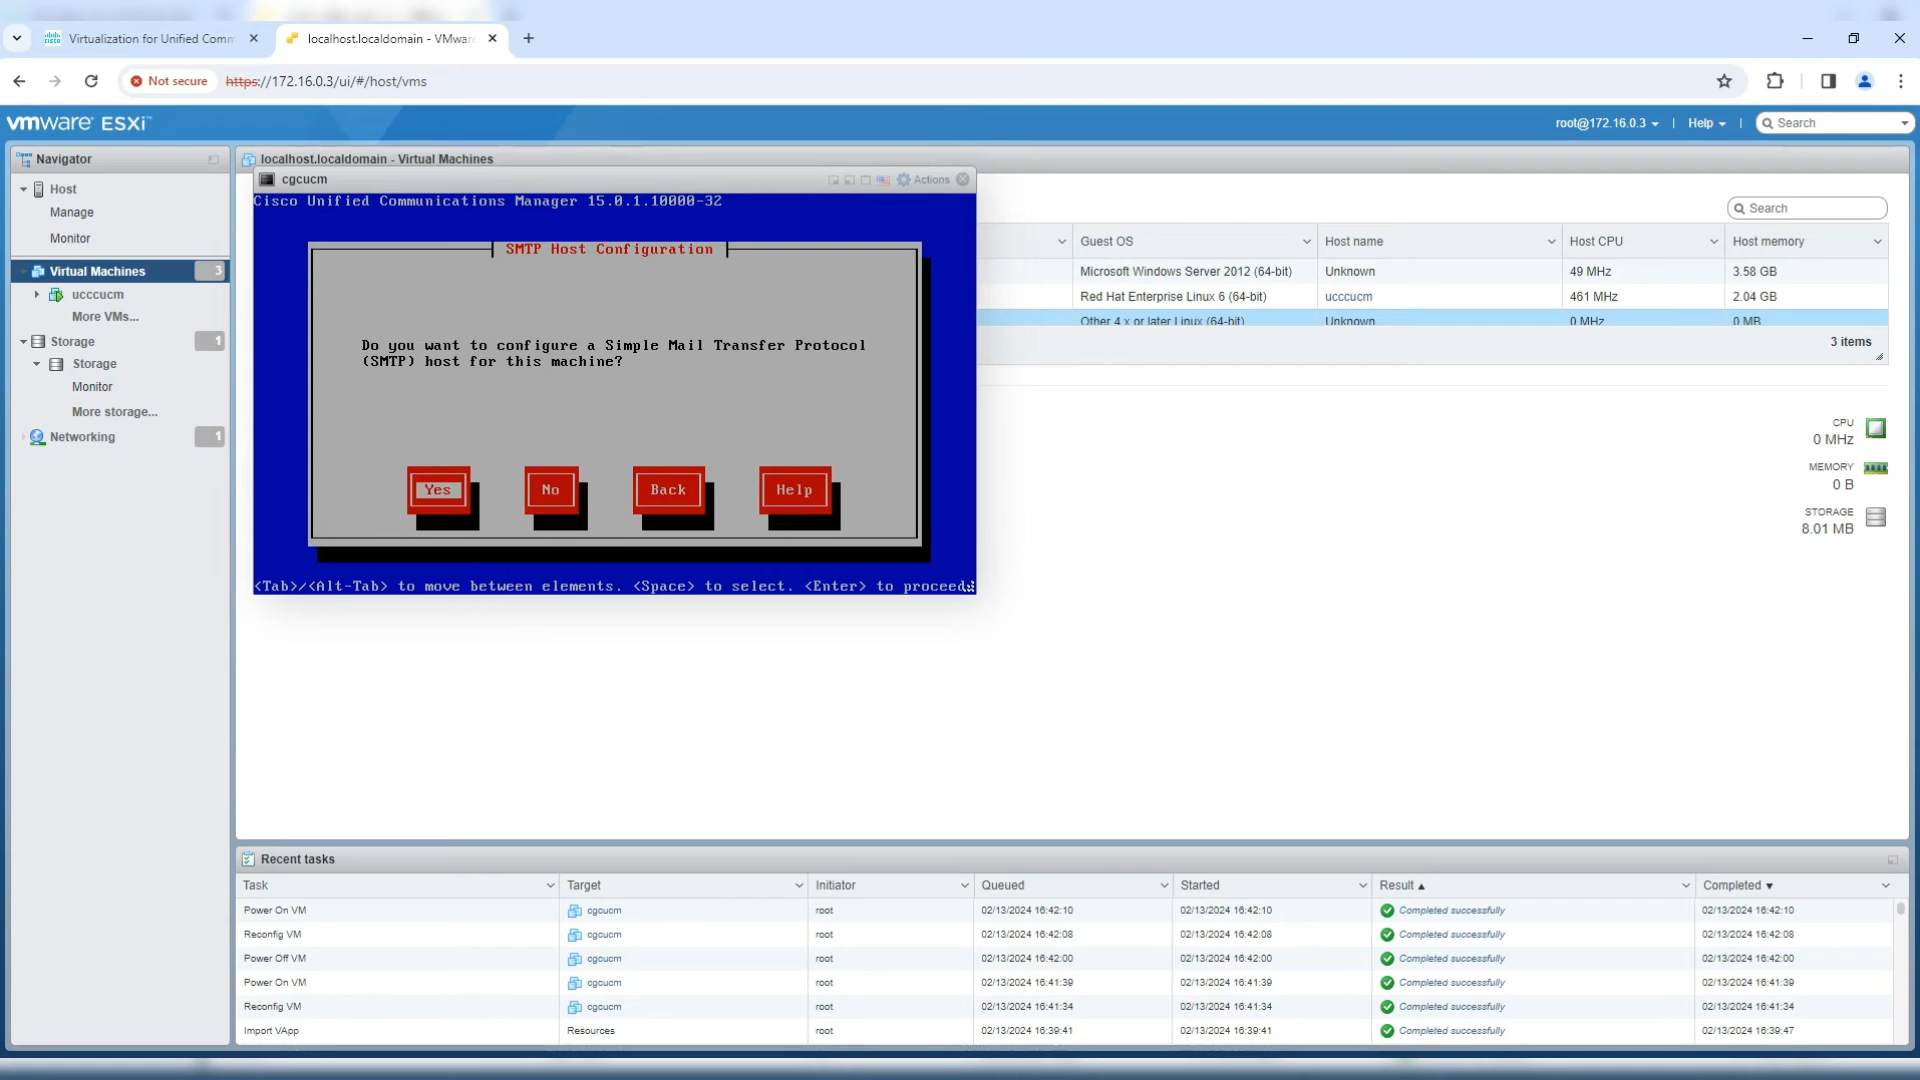 Virtualization for Unified Comm
localhost.localdomain - VMwar
Not secure
https://172.16.0.3/ui/#/host/vms
vmware ESXi
root@172.16.0.3
Help
Search
Navigator
Host
Manage
Monitor
Virtual Machines
3
ucccucm
More VMs...
Storage
1
Storage
Monitor
More storage...
Networking
1
localhost.localdomain - Virtual Machines
cgcucm
Actions
Cisco Unified Communications Manager 15.0.1.10000-32
SMTP Host Configuration
Do you want to configure a Simple Mail Transfer Protocol
(SMTP) host for this machine?
Yes
No
Back
Help
<Tab>/<Alt-Tab> to move between elements. <Space> to select. <Enter> to proceed
Search
Guest OS
Host name
Host CPU
Host memory
Microsoft Windows Server 2012 (64-bit)
Unknown
49 MHz
3.58 GB
Red Hat Enterprise Linux 6 (64-bit)
ucccucm
461 MHz
2.04 GB
Other 4.x or later Linux (64-bit)
Unknown
0 MHz
0 MB
3 items
CPU
0 MHz
MEMORY
0 B
STORAGE
8.01 MB
Recent tasks
Task Target Initiator Queued Started Result Completed
Power On VM cgcucm root 02/13/2024 16:42:10 02/13/2024 16:42:10 Completed successfully 02/13/2024 16:42:10
Reconfig VM cgcucm root 02/13/2024 16:42:08 02/13/2024 16:42:08 Completed successfully 02/13/2024 16:42:08
Power Off VM cgcucm root 02/13/2024 16:42:00 02/13/2024 16:42:00 Completed successfully 02/13/2024 16:42:00
Power On VM cgcucm root 02/13/2024 16:41:39 02/13/2024 16:41:39 Completed successfully 02/13/2024 16:41:39
Reconfig VM cgcucm root 02/13/2024 16:41:34 02/13/2024 16:41:34 Completed successfully 02/13/2024 16:41:34
Import VApp Resources root 02/13/2024 16:39:41 02/13/2024 16:39:41 Completed successfully 02/13/2024 16:39:47